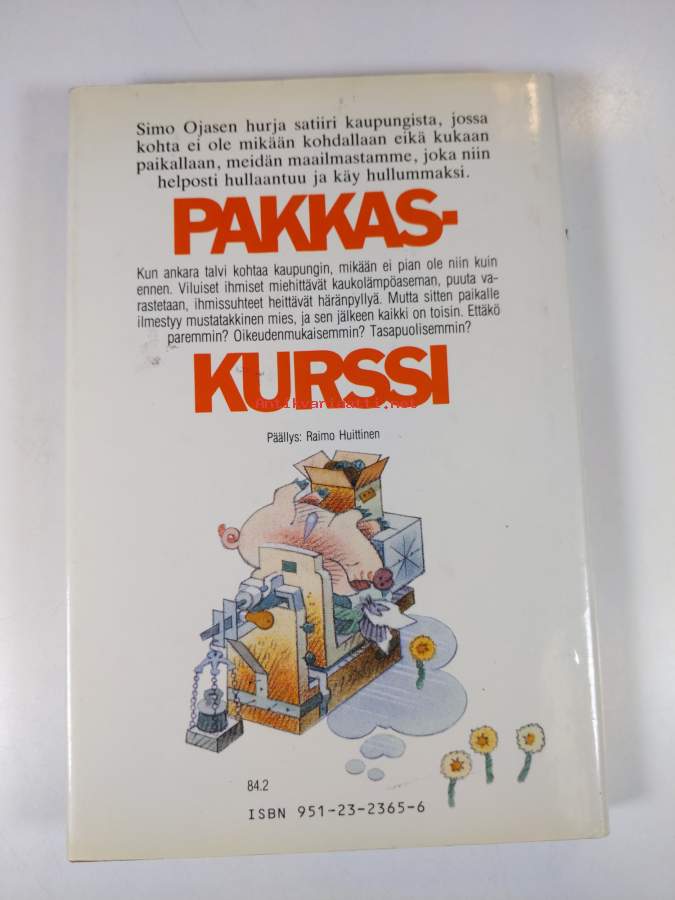 Simo Ojasen hurja satiiri kaupungista, jossa
kohta ei ole mikään kohdallaan eikä kukaan
paikallaan, meidän maailmastamme, joka niin
helposti hullaantuu ja käy hullummaksi.
PAKKAS-
Kun ankara talvi kohtaa kaupungin, mikään ei pian ole niin kuin
ennen. Viluiset ihmiset miehittävät kaukolämpöaseman, puuta va-
rastetaan, ihmissuhteet heittävät häränpyllyä. Mutta sitten paikalle
ilmestyy mustatakkinen mies, ja sen jälkeen kaikki on toisin. Ettäkö
paremmin? Oikeudenmukaisemmin? Tasapuolisemmin?
KURSSI
Antikvariaatti.net
Päällys: Raimo Huittinen
84.2
ISBN 951-23-2365-6